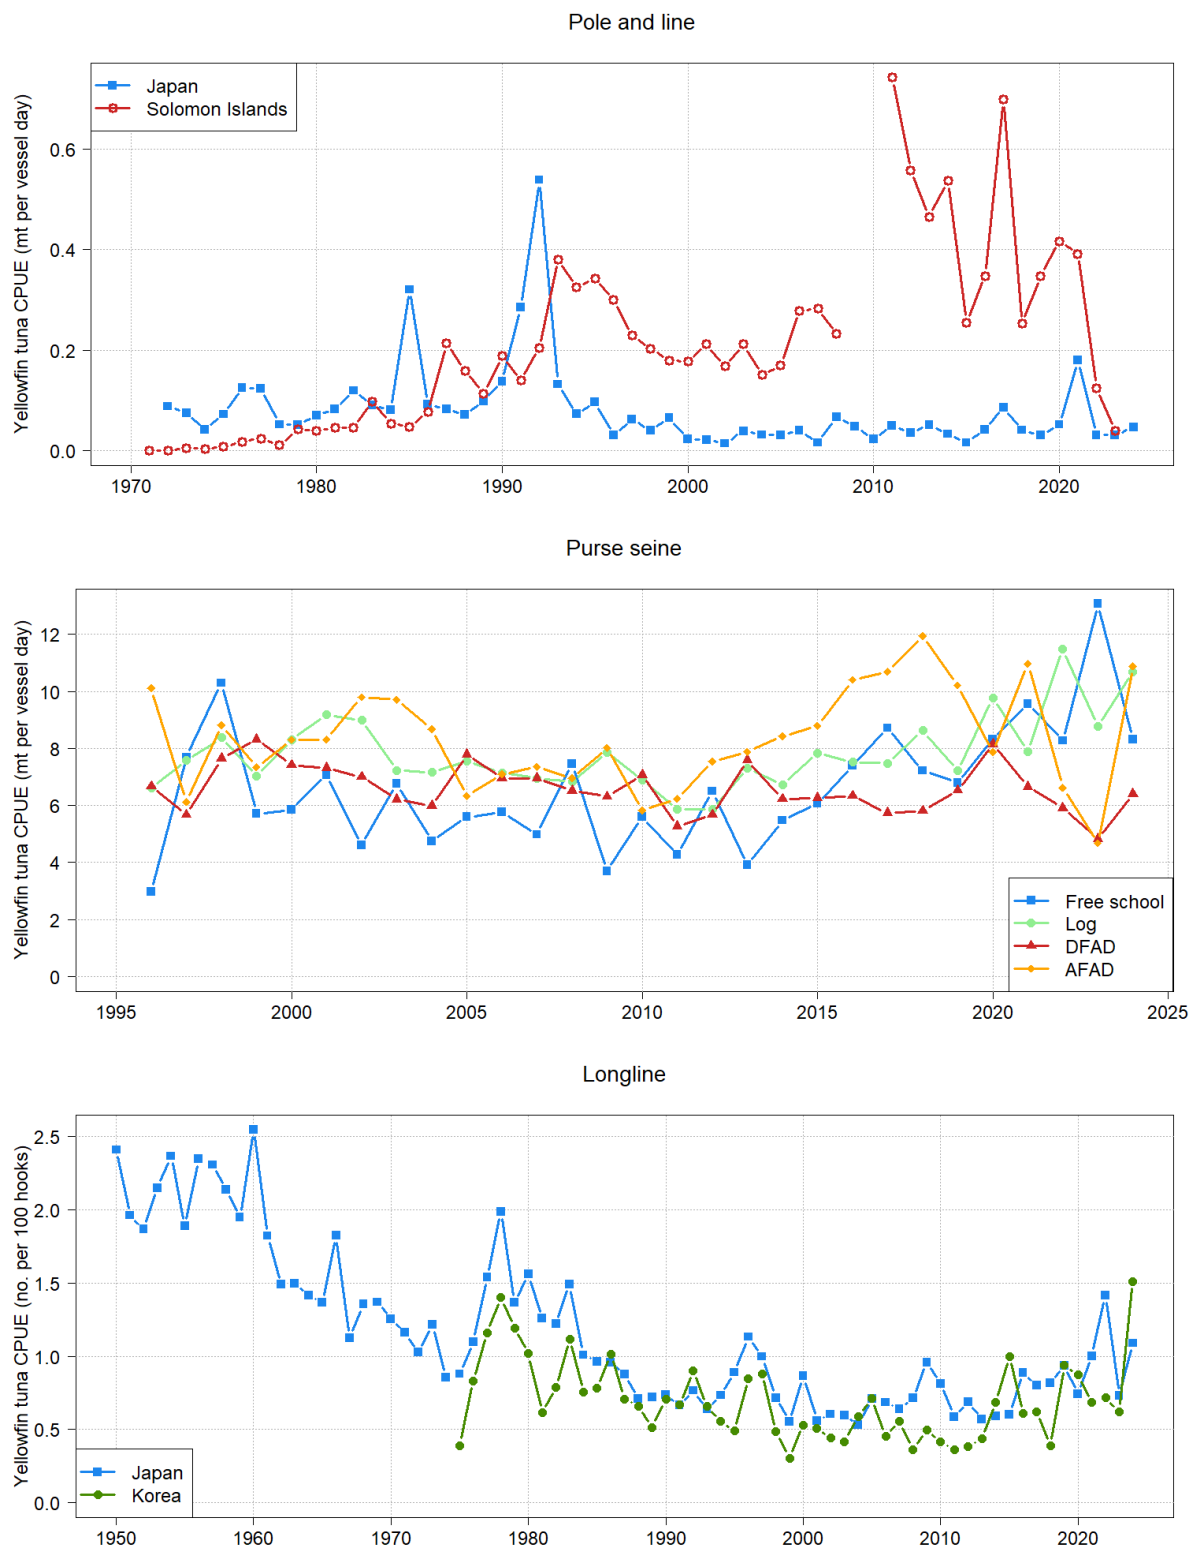 Pole and line
Yellowfin tuna CPUE (mt per vessel day)
Japan
Solomon Islands
0.6
0.4
0.2
0.0
1970 1980 1990 2000 2010 2020
Purse seine
Yellowfin tuna CPUE (mt per vessel day)
12
10
8
6
4
2
0
Free school
Log
DFAD
AFAD
1995 2000 2005 2010 2015 2020 2025
Longline
Yellowfin tuna CPUE (no. per 100 hooks)
2.5
2.0
1.5
1.0
0.5
0.0
Japan
Korea
1950 1960 1970 1980 1990 2000 2010 2020